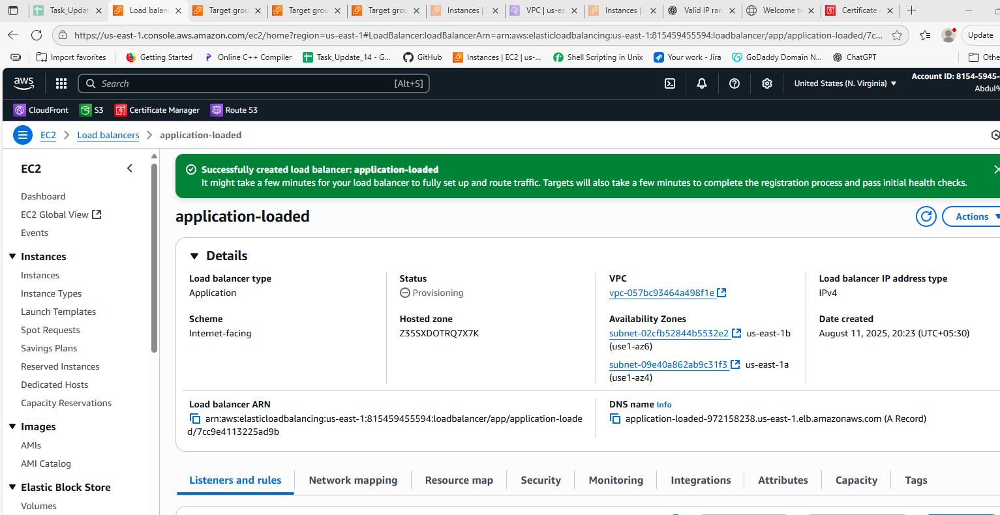 Task_Updat
Load balanc
Target grou
Target grou
Target grou
Instances |
VPC | us-ea
Instances |
Valid IP ran
Welcome to
Certificate
https://us-east-1.console.aws.amazon.com/ec2/home?region=us-east-1#LoadBalancer:loadBalancerArn=arn:aws:elasticloadbalancing:us-east-1:815459455594:loadbalancer/app/application-loaded/7c...
Update
Import favorites
Getting Started
Online C++ Compiler
Task_Update_14 - G...
GitHub
Instances | EC2 | us-...
Shell Scripting in Unix
Your work - Jira
GoDaddy Domain N...
ChatGPT
Othe
aws
Search
[Alt+S]
United States (N. Virginia)
Account ID: 8154-5945-
Abdul%
CloudFront
S3
Certificate Manager
Route 53
EC2
Load balancers
application-loaded
EC2
Dashboard
EC2 Global View
Events
Instances
Instances
Instance Types
Launch Templates
Spot Requests
Savings Plans
Reserved Instances
Dedicated Hosts
Capacity Reservations
Images
AMIs
AMI Catalog
Elastic Block Store
Volumes
Successfully created load balancer: application-loaded
It might take a few minutes for your load balancer to fully set up and route traffic. Targets will also take a few minutes to complete the registration process and pass initial health checks.
application-loaded
Actions
Details
Load balancer type
Application
Status
Provisioning
VPC
vpc-057bc93464a498f1e
Load balancer IP address type
IPv4
Scheme
Internet-facing
Hosted zone
Z35SXDOTRQ7X7K
Availability Zones
subnet-02cfb52844b5532e2 us-east-1b
(use1-az6)
subnet-09e40a862ab9c31f3 us-east-1a
(use1-az4)
Date created
August 11, 2025, 20:23 (UTC+05:30)
Load balancer ARN
arn:aws:elasticloadbalancing:us-east-1:815459455594:loadbalancer/app/application-loade
d/7cc9e4113225ad9b
DNS name Info
application-loaded-972158238.us-east-1.elb.amazonaws.com (A Record)
Listeners and rules
Network mapping
Resource map
Security
Monitoring
Integrations
Attributes
Capacity
Tags